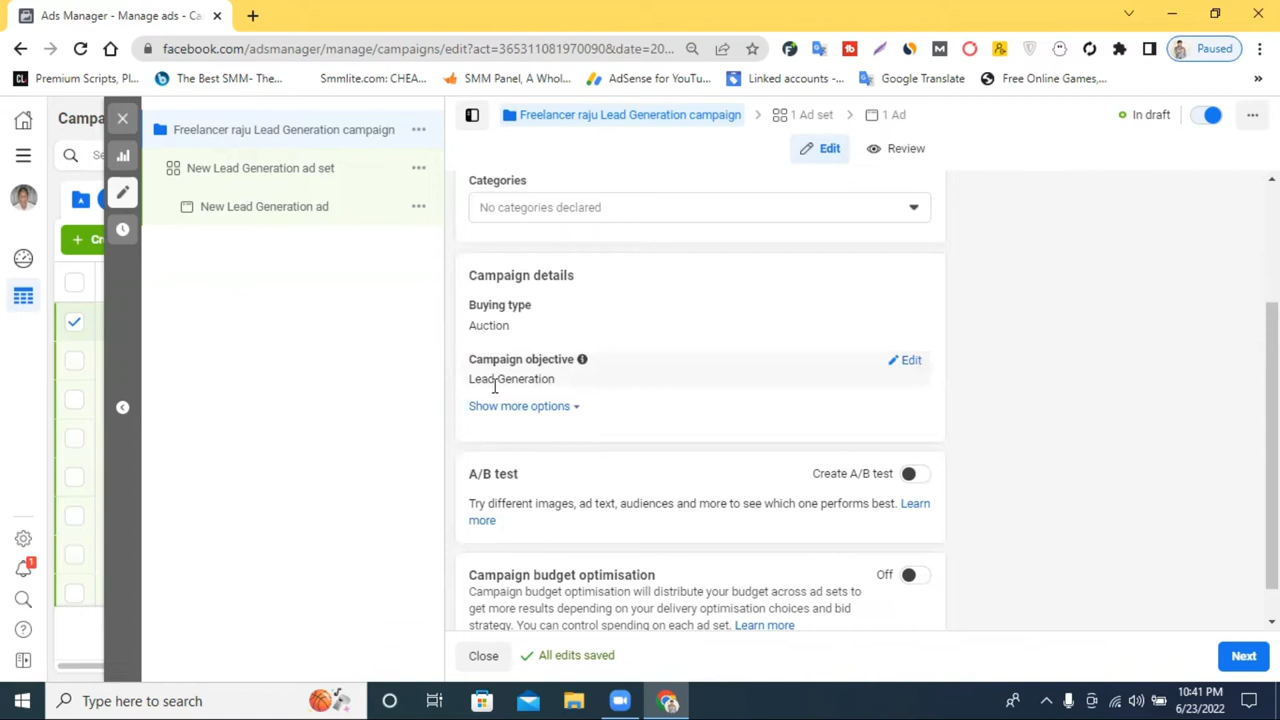 Ads Manager - Manage ads - Ca
facebook.com/adsmanager/manage/campaigns/edit?act=365311081970090&date=20...
Paused
Premium Scripts, Pl...
The Best SMM- The...
Smmlite.com: CHEA...
SMM Panel, A Whol...
AdSense for YouTu...
Linked accounts -...
Google Translate
Free Online Games,...
Campa
Freelancer raju Lead Generation campaign
New Lead Generation ad set
New Lead Generation ad
Freelancer raju Lead Generation campaign
1 Ad set
1 Ad
In draft
Edit
Review
Categories
No categories declared
Campaign details
Buying type
Auction
Campaign objective
Edit
Lead Generation
Show more options
A/B test
Create A/B test
Try different images, ad text, audiences and more to see which one performs best. Learn
more
Campaign budget optimisation
Off
Campaign budget optimisation will distribute your budget across ad sets to
get more results depending on your delivery optimisation choices and bid
strategy. You can control spending on each ad set. Learn more
Close
All edits saved
Next
Type here to search
10:41 PM
6/23/2022